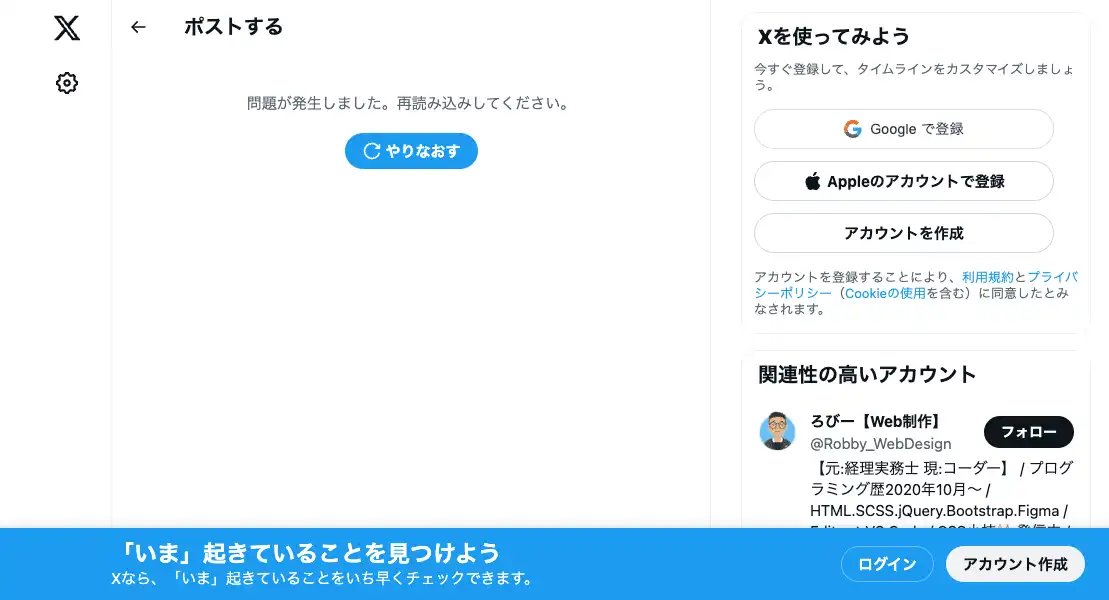 ポストする
問題が発生しました。再読み込みしてください。
やりなおす
Xを使ってみよう
今すぐ登録して、タイムラインをカスタマイズしましょ
う。
Google で登録
Appleのアカウントで登録
アカウントを作成
アカウントを登録することにより、利用規約とプライバ
シーポリシー（Cookieの使用を含む）に同意したとみ
なされます。
関連性の高いアカウント
ろびー【Web制作】
@Robby_WebDesign
フォロー
【元:経理実務士 現:コーダー】 / プログ
ラミング歴2020年10月〜 /
HTML.SCSS.jQuery.Bootstrap.Figma /
「いま」起きていることを見つけよう
Xなら、「いま」起きていることをいち早くチェックできます。
ログイン
アカウント作成